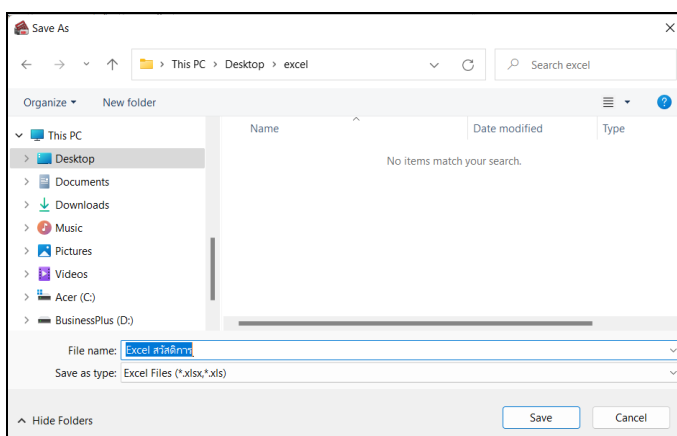 Save As
This PC > Desktop > excel
Search excel
Organize
New folder
Name
Date modified
Type
This PC
No items match your search.
Desktop
Documents
Downloads
Music
Pictures
Videos
Acer (C:)
BusinessPlus (D:)
File name: Excel สวัสดิการ
Save as type: Excel Files (*.xlsx,*.xls)
Hide Folders
Save
Cancel